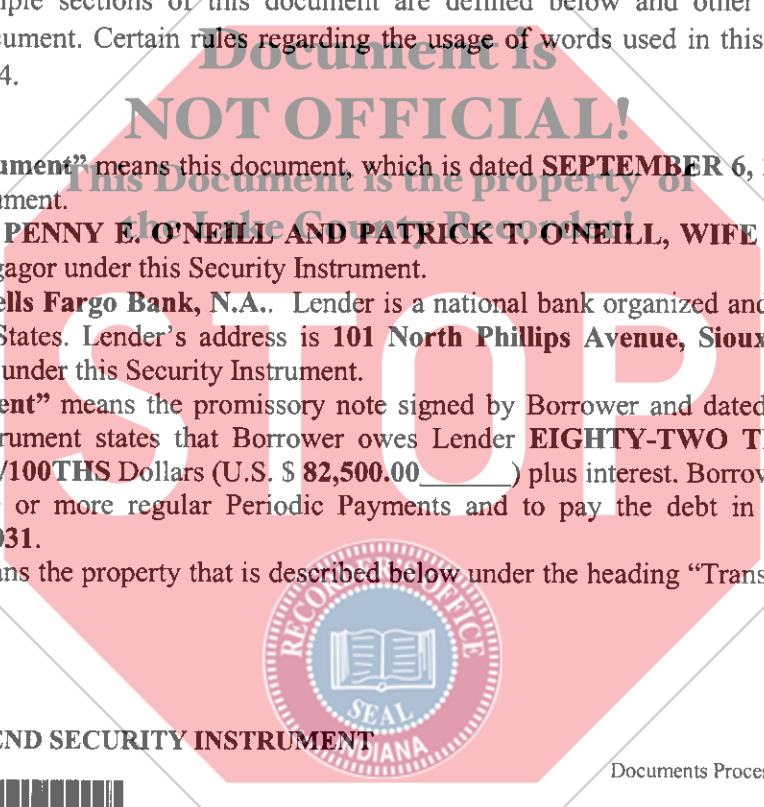 ple sections of this document are defined below and other
cument. Certain rules regarding the usage of words used in this
4.
Document is
NOT OFFICIAL!
ument” means this document, which is dated SEPTEMBER 6,
This Document is the property of
ument.
the Lake County Recorder!
PENNY E. O'NEILL AND PATRICK T. O'NEILL, WIFE
gagor under this Security Instrument.
ells Fargo Bank, N.A.. Lender is a national bank organized and
States. Lender’s address is 101 North Phillips Avenue, Sioux
under this Security Instrument.
ent” means the promissory note signed by Borrower and dated
rument states that Borrower owes Lender EIGHTY-TWO T
/100THS Dollars (U.S. $ 82,500.00_______) plus interest. Borrow
or more regular Periodic Payments and to pay the debt in
031.
ans the property that is described below under the heading “Trans
STOP
RECORDER'S OFFICE
SEAL
INDIANA
END SECURITY INSTRUMENT
Documents Proces